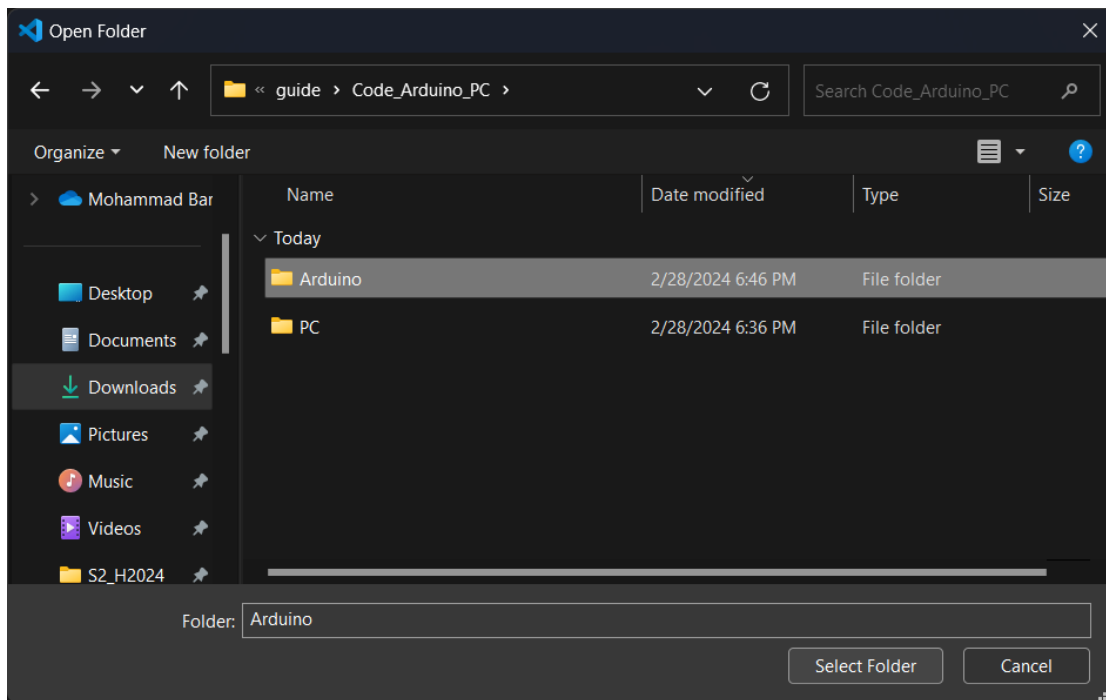 Open Folder
« guide › Code_Arduino_PC ›
Search Code_Arduino_PC
Organize
New folder
?
Mohammad Bar
Name
Date modified
Type
Size
Today
Desktop
Arduino
2/28/2024 6:46 PM
File folder
Documents
PC
2/28/2024 6:36 PM
File folder
Downloads
Pictures
Music
Videos
S2_H2024
Folder: Arduino
Select Folder
Cancel